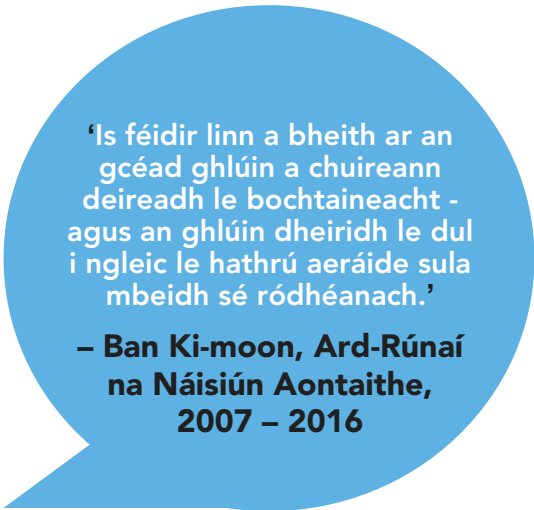 ‘Is féidir linn a bheith ar an
gcéad ghlúin a chuireann
deireadh le bochtaineacht -
agus an ghlúin dheiridh le dul
i ngleic le hathrú aeráide sula
mbeidh sé ródhéanach.’
– Ban Ki-moon, Ard-Rúnaí
na Náisiún Aontaithe,
2007 – 2016